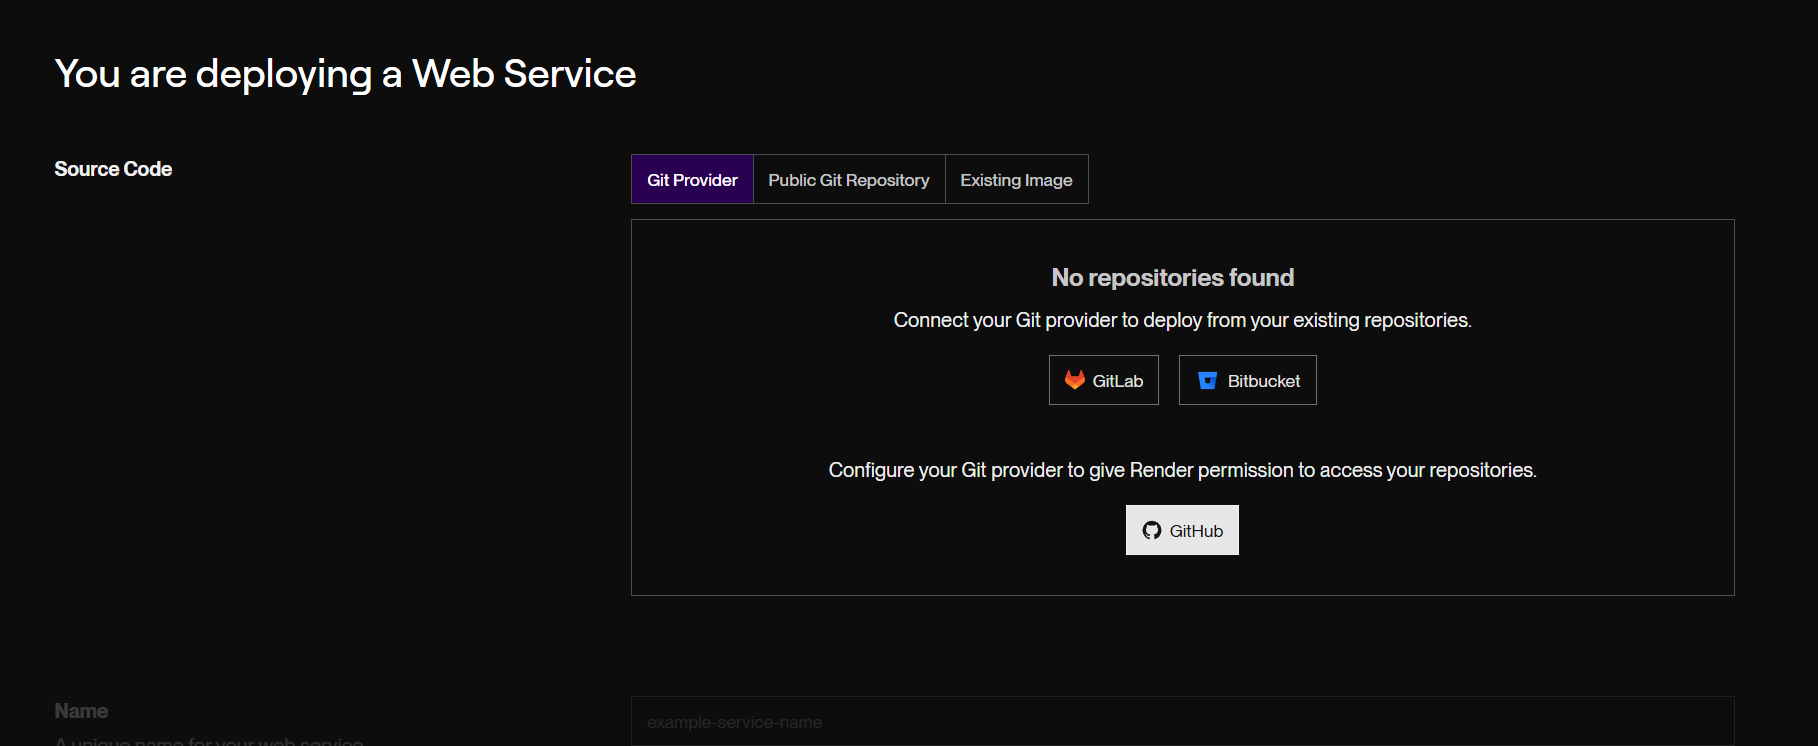 You are deploying a Web Service
Source Code
Git Provider
Public Git Repository
Existing Image
No repositories found
Connect your Git provider to deploy from your existing repositories.
GitLab
Bitbucket
Configure your Git provider to give Render permission to access your repositories.
GitHub
Name
example-service-name
A unique name for your web service